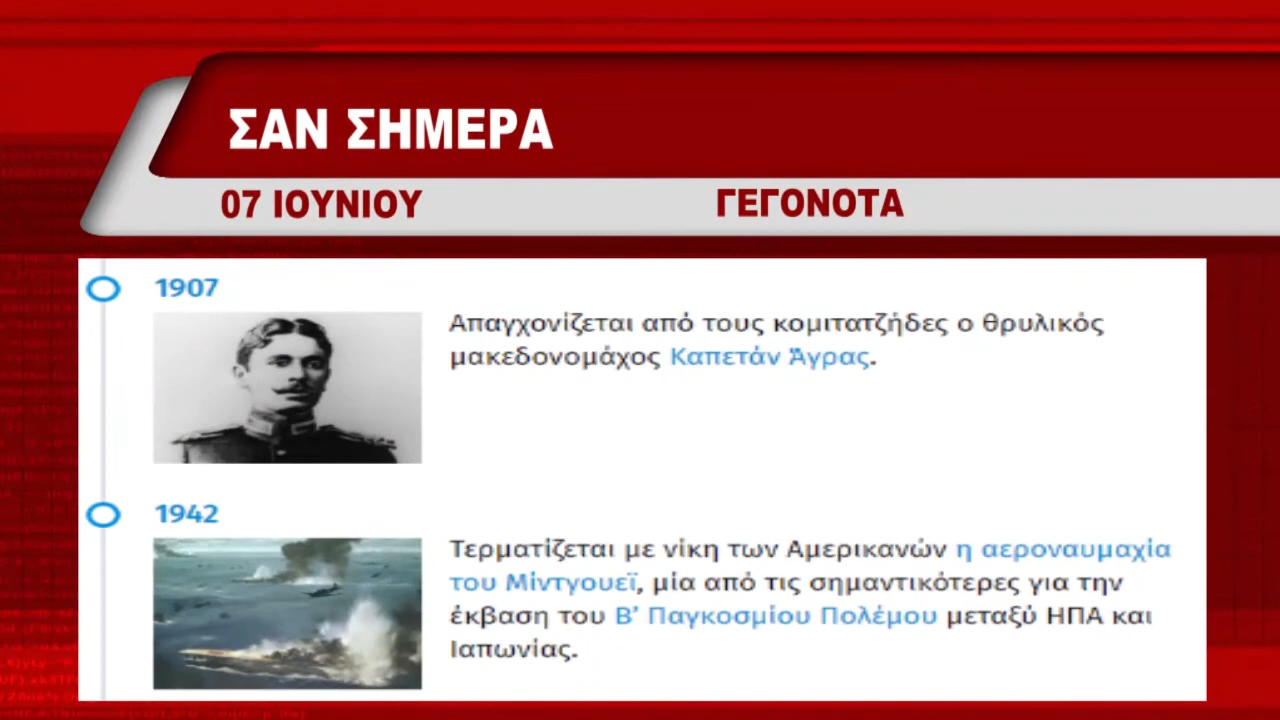 ΣΑΝ ΣΗΜΕΡΑ
07 ΙΟΥΝΙΟΥ
ΓΕΓΟΝΟΤΑ
1907
Απαγχονίζεται από τους κομιτατζήδες ο θρυλικός
μακεδονομάχος Καπετάν Άγρας.
1942
Τερματίζεται με νίκη των Αμερικανών η αεροναυμαχία
του Μίντγουεϊ, μία από τις σημαντικότερες για την
έκβαση του Β’ Παγκοσμίου Πολέμου μεταξύ ΗΠΑ και
Ιαπωνίας.